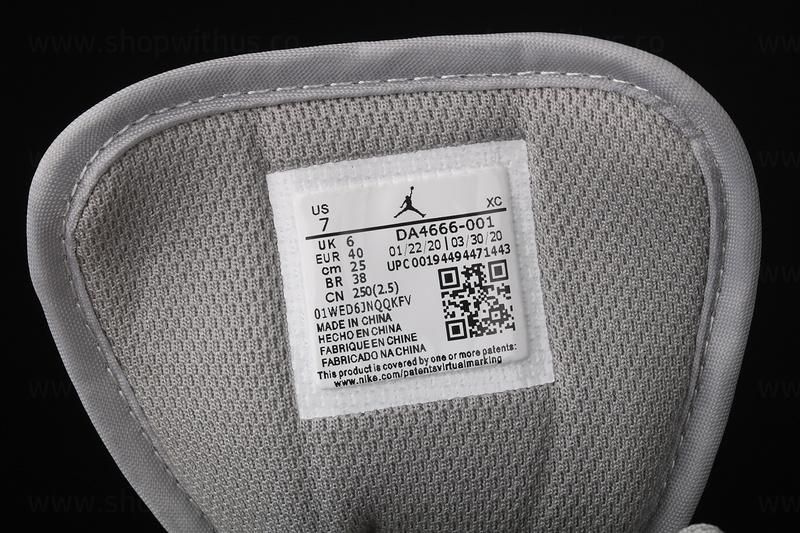 www.shopwithus.co
US 7 XC
UK 6
EUR 40
cm 25
BR 38
CN 250(2.5)
DA4666-001
01/22/20 | 03/30/20
UPC 00194494471443
01WED6JNQQKFV
MADE IN CHINA
HECHO EN CHINA
FABRIQUE EN CHINE
FABRICADO NA CHINA
This product is covered by one or more patents:
www.nike.com/patentsvirtualmarking